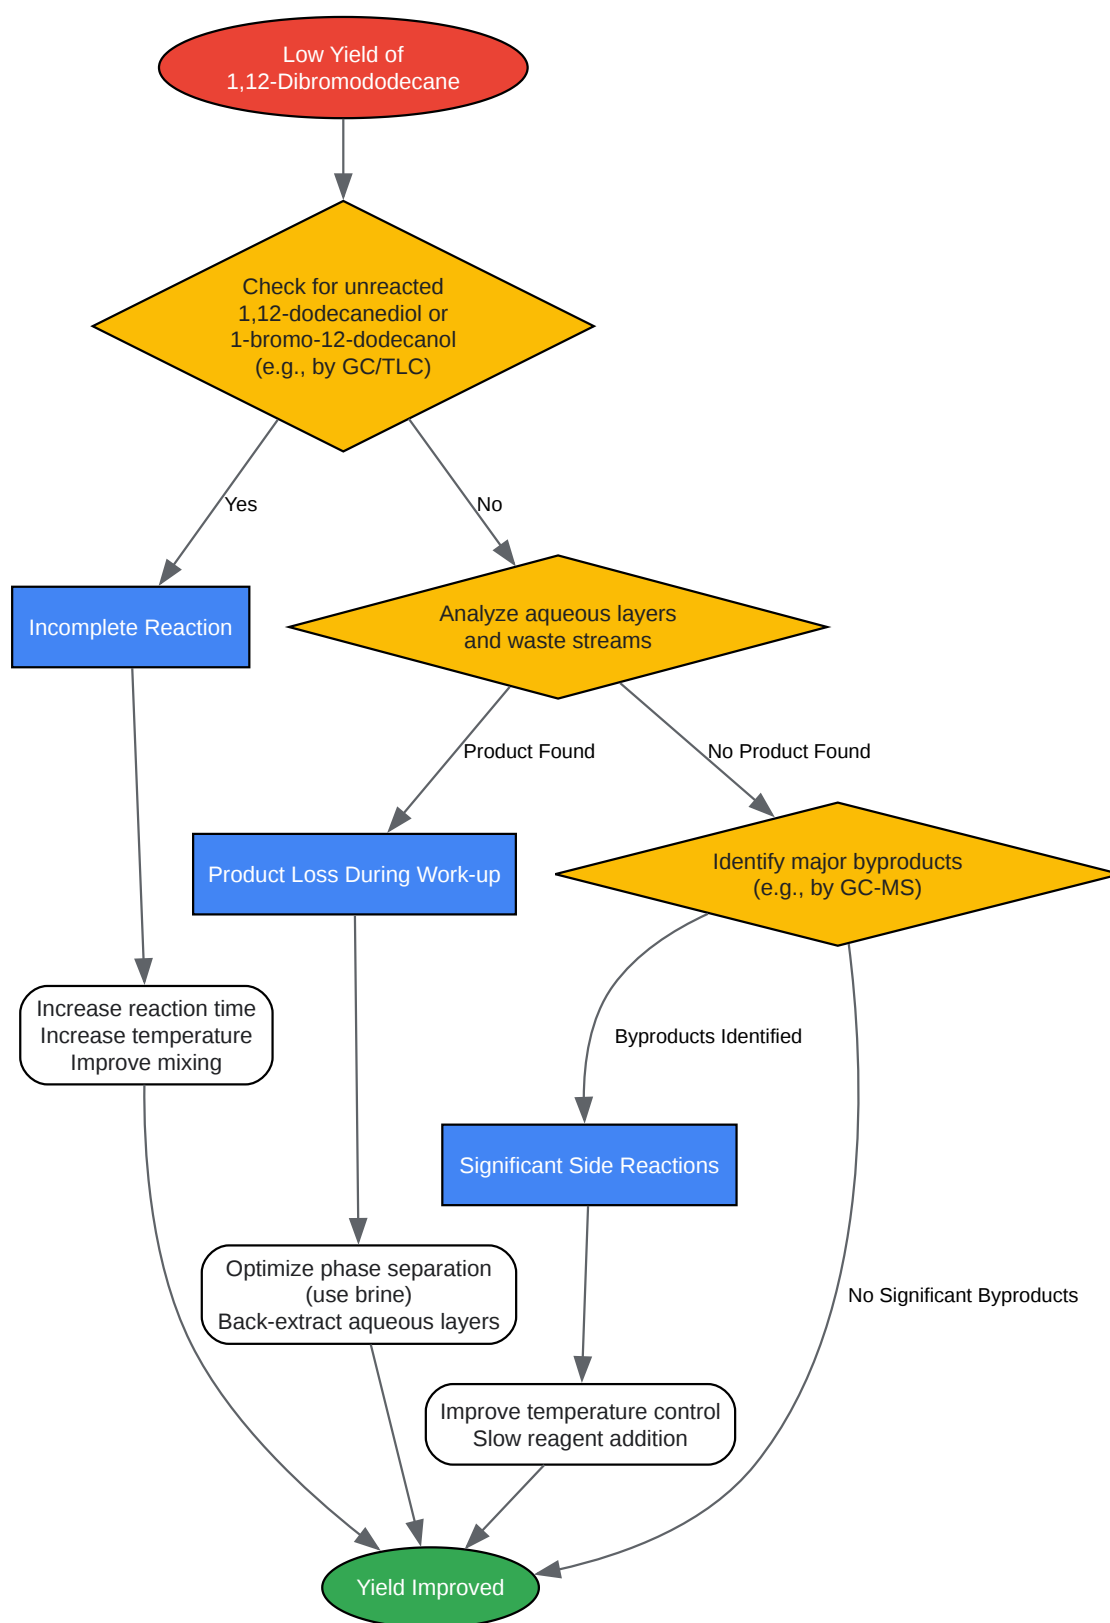 Low Yield of
1,12-Dibromododecane
Check for unreacted
1,12-dodecanediol or
1-bromo-12-dodecanol
(e.g., by GC/TLC)
Yes
No
Incomplete Reaction
Analyze aqueous layers
and waste streams
Product Found
No Product Found
Product Loss During Work-up
Identify major byproducts
(e.g., by GC-MS)
Increase reaction time
Increase temperature
Improve mixing
Byproducts Identified
Significant Side Reactions
Optimize phase separation
(use brine)
Back-extract aqueous layers
No Significant Byproducts
Improve temperature control
Slow reagent addition
Yield Improved